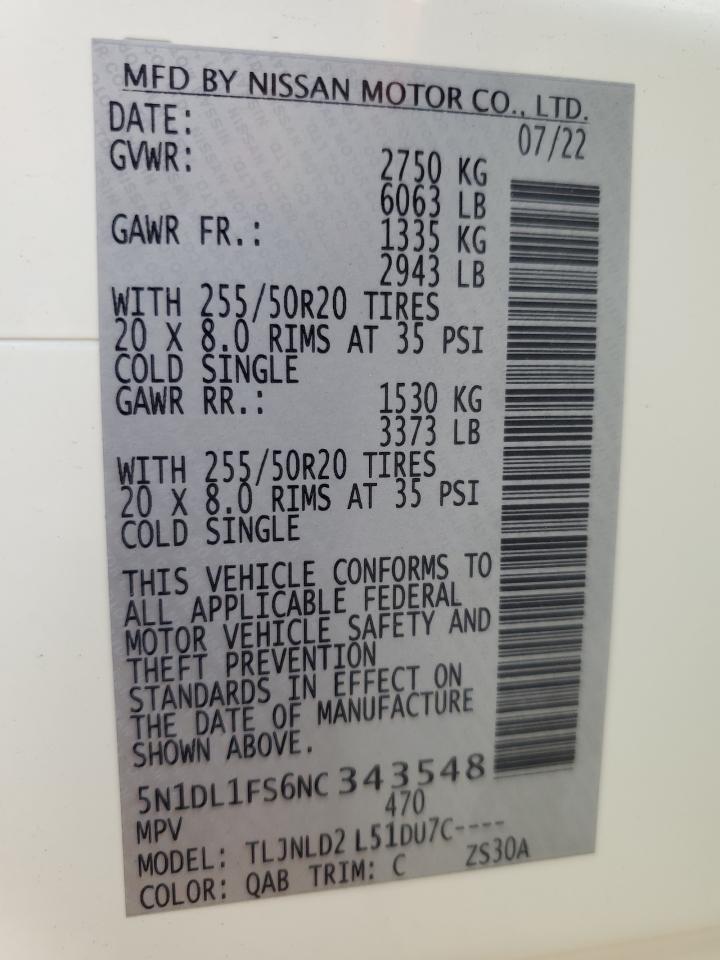 MFD BY NISSAN MOTOR CO., LTD.
DATE: 07/22
GVWR: 2750 KG
6063 LB
GAWR FR.: 1335 KG
2943 LB
WITH 255/50R20 TIRES
20 X 8.0 RIMS AT 35 PSI
COLD SINGLE
GAWR RR.: 1530 KG
3373 LB
WITH 255/50R20 TIRES
20 X 8.0 RIMS AT 35 PSI
COLD SINGLE
THIS VEHICLE CONFORMS TO
ALL APPLICABLE FEDERAL
MOTOR VEHICLE SAFETY AND
THEFT PREVENTION
STANDARDS IN EFFECT ON
THE DATE OF MANUFACTURE
SHOWN ABOVE.
5N1DL1FS6NC 343548
MPV 470
MODEL: TLJNLD2 L51DU7C----
COLOR: QAB TRIM: C ZS30A